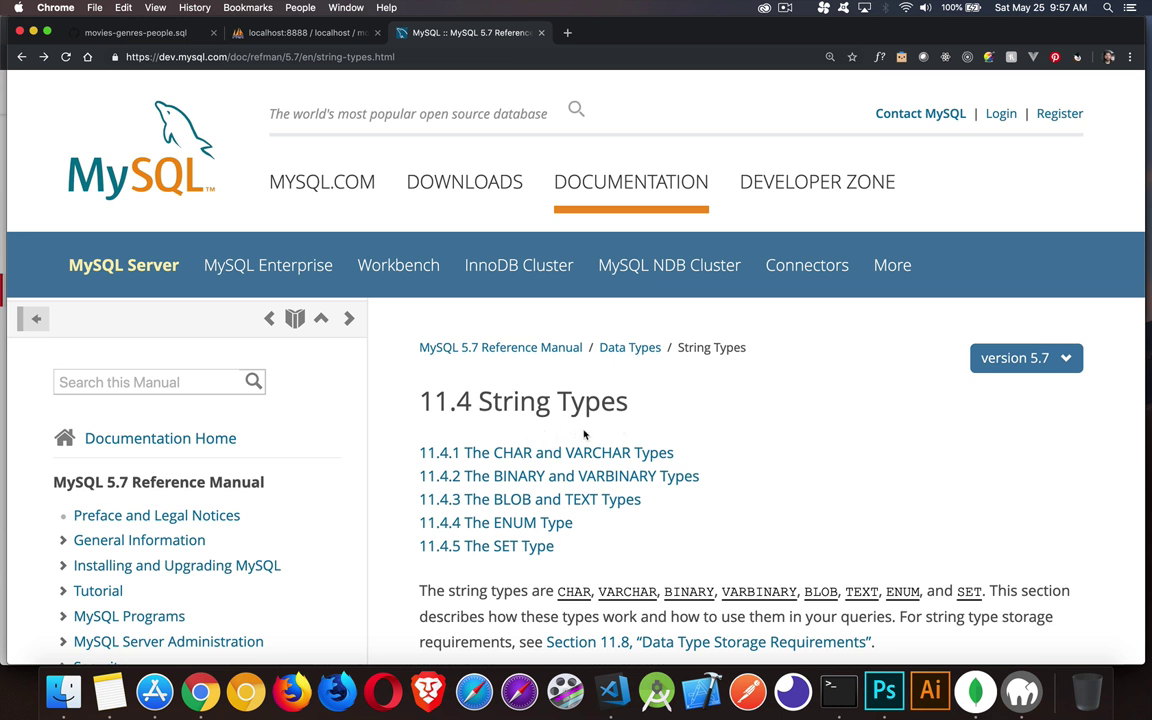 Chrome File Edit View History Bookmarks People Window Help 100% Sat May 25 9:57 AM
movies-genres-people.sql × localhost:8888 / × MySQL :: MySQL 5.7 Referenc ×
https://dev.mysql.com/doc/refman/5.7/en/string-types.html
The world's most popular open source database
Contact MySQL | Login | Register
MySQL™
MYSQL.COM DOWNLOADS DOCUMENTATION DEVELOPER ZONE
MySQL Server MySQL Enterprise Workbench InnoDB Cluster MySQL NDB Cluster Connectors More
MySQL 5.7 Reference Manual / Data Types / String Types
version 5.7
Search this Manual
11.4 String Types
Documentation Home
11.4.1 The CHAR and VARCHAR Types
11.4.2 The BINARY and VARBINARY Types
MySQL 5.7 Reference Manual
11.4.3 The BLOB and TEXT Types
Preface and Legal Notices
11.4.4 The ENUM Type
General Information
11.4.5 The SET Type
Installing and Upgrading MySQL
Tutorial
The string types are CHAR, VARCHAR, BINARY, VARBINARY, BLOB, TEXT, ENUM, and SET. This section
MySQL Programs
describes how these types work and how to use them in your queries. For string type storage
MySQL Server Administration
requirements, see Section 11.8, “Data Type Storage Requirements”.
Ps Ai